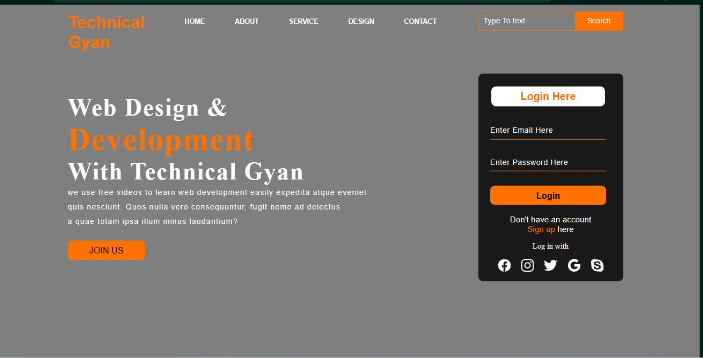 Technical
Gyan
HOME ABOUT SERVICE DESIGN CONTACT
Type To text Search
Web Design &
Development
With Technical Gyan
we use free videos to learn web development easily expedita atque eveniet
quis nesciunt. Quos nulla vero consequuntur, fugit nemo ad delectus
a quae totam ipsa illum minus laudantium?
JOIN US
Login Here
Enter Email Here
Enter Password Here
Login
Don't have an account
Sign up here
Log in with